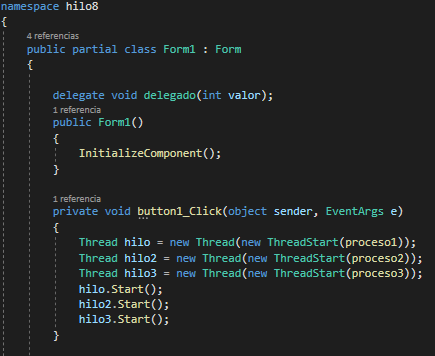 namespace hilo8
{
4 referencias
public partial class Form1 : Form
{
delegate void delegado(int valor);
1 referencia
public Form1()
{
InitializeComponent();
}
1 referencia
private void button1_Click(object sender, EventArgs e)
{
Thread hilo = new Thread(new ThreadStart(proceso1));
Thread hilo2 = new Thread(new ThreadStart(proceso2));
Thread hilo3 = new Thread(new ThreadStart(proceso3));
hilo.Start();
hilo2.Start();
hilo3.Start();
}